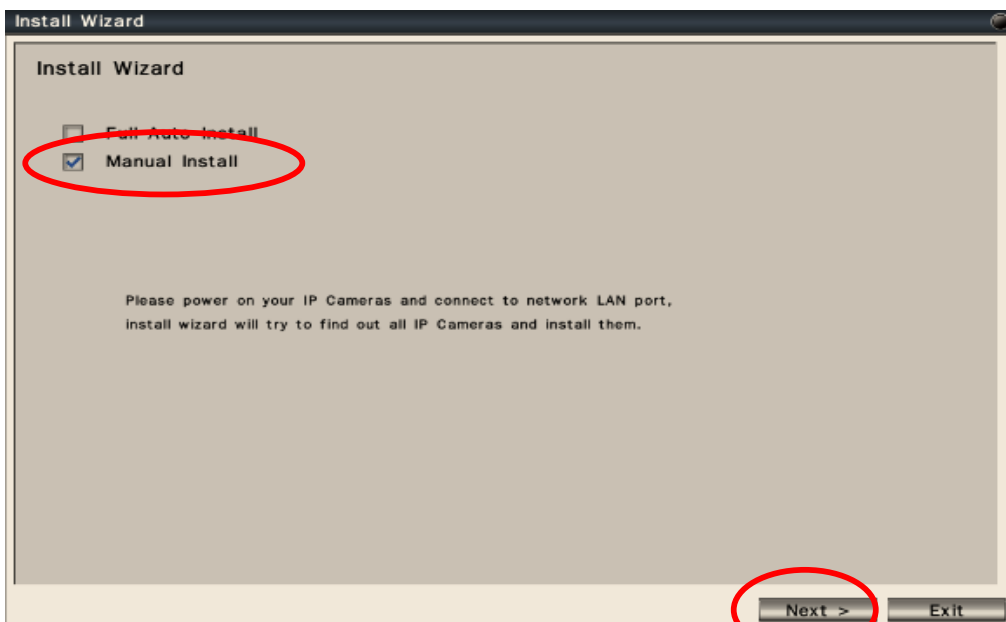 Install Wizard
Install Wizard
Full Auto Install
Manual Install
Please power on your IP Cameras and connect to network LAN port,
install wizard will try to find out all IP Cameras and install them.
Next > Exit